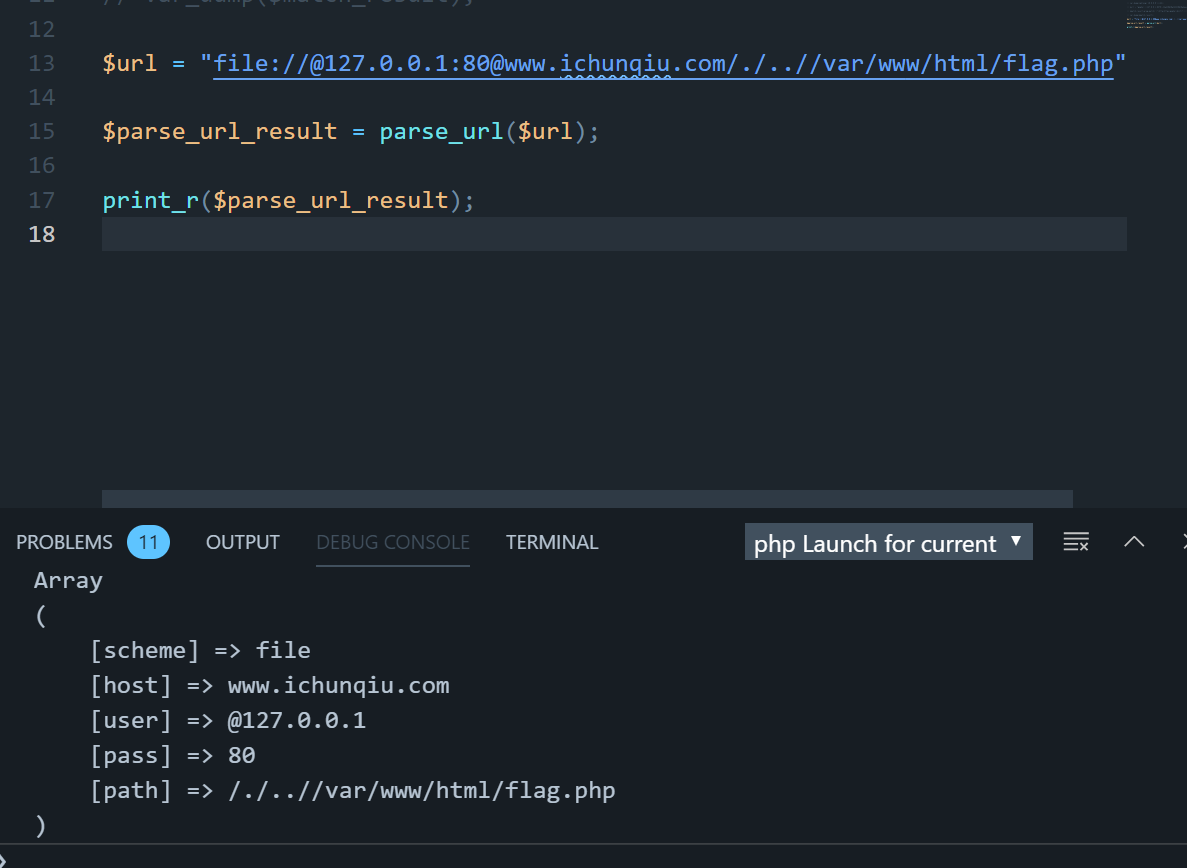 12
13 $url = "file://@127.0.0.1:80@www.ichunqiu.com/./..//var/www/html/flag.php"
14
15 $parse_url_result = parse_url($url);
16
17 print_r($parse_url_result);
18
PROBLEMS 11 OUTPUT DEBUG CONSOLE TERMINAL php Launch for current
Array
(
[scheme] => file
[host] => www.ichunqiu.com
[user] => @127.0.0.1
[pass] => 80
[path] => /./..//var/www/html/flag.php
)